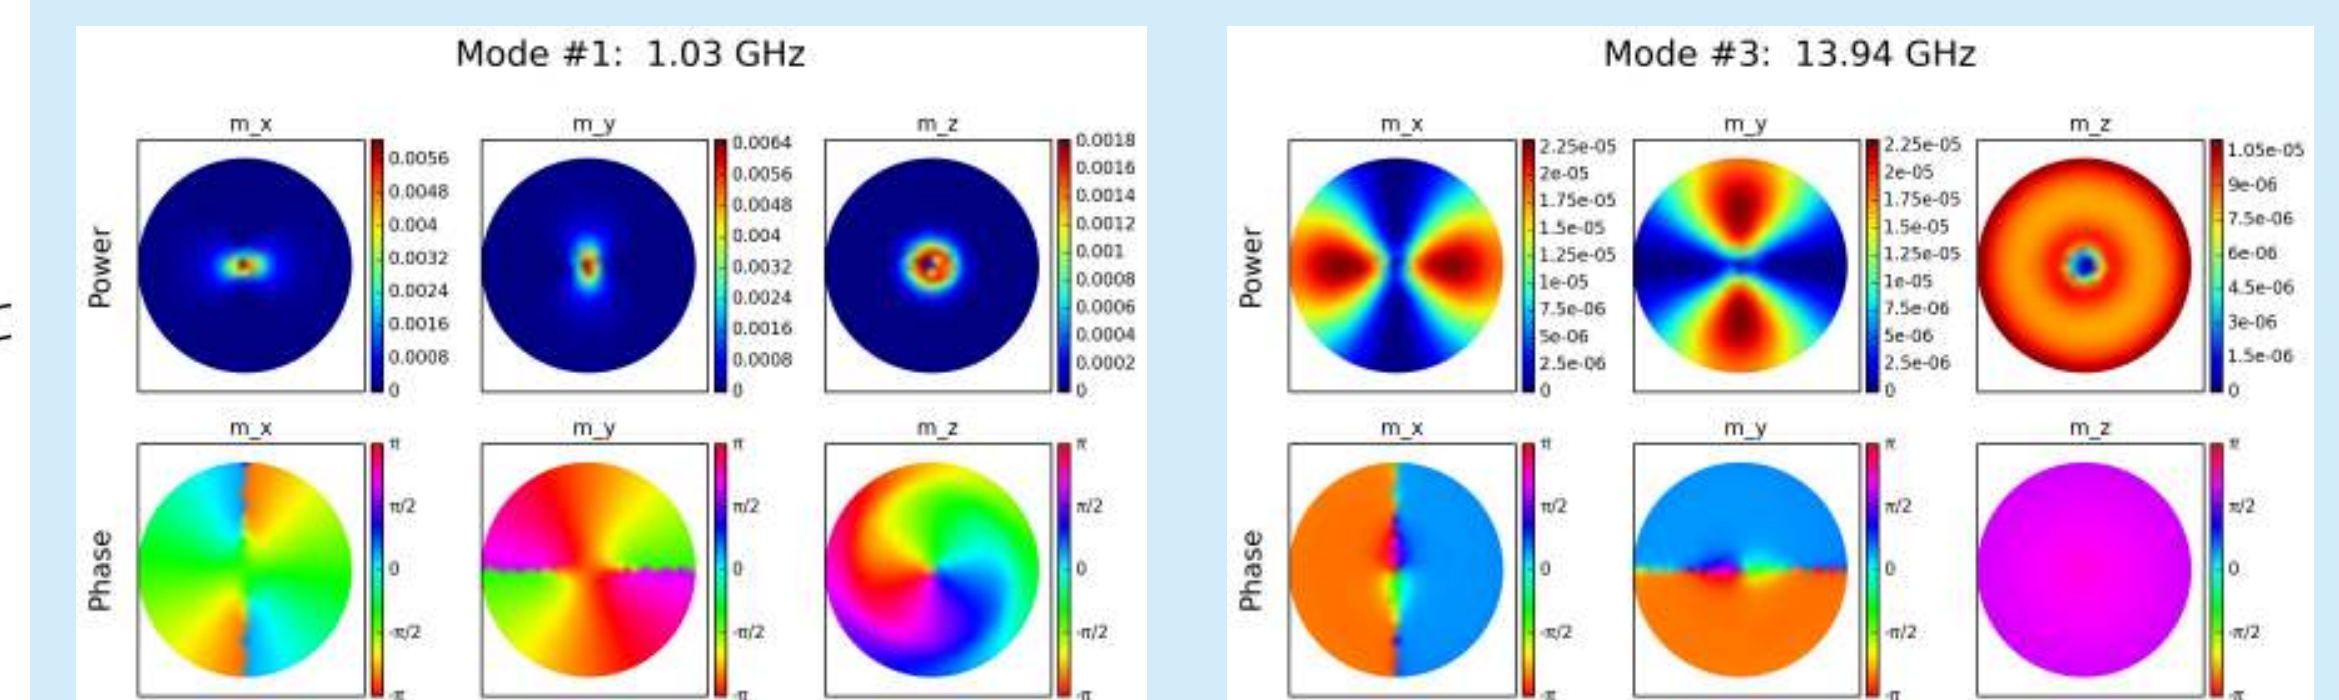 Mode #1: 1.03 GHz
m_x
m_y
m_z
Power
0.0056
0.0048
0.004
0.0032
0.0024
0.0016
0.0008
0
0.0064
0.0056
0.0048
0.004
0.0032
0.0024
0.0016
0.0008
0
0.0018
0.0016
0.0014
0.0012
0.001
0.0008
0.0006
0.0004
0.0002
0
m_x
m_y
m_z
Phase
π
π/2
0
-π/2
-π
π
π/2
0
-π/2
-π
π
π/2
0
-π/2
-π
Mode #3: 13.94 GHz
m_x
m_y
m_z
Power
2.25e-05
2e-05
1.75e-05
1.5e-05
1.25e-05
1e-05
7.5e-06
5e-06
2.5e-06
0
2.25e-05
2e-05
1.75e-05
1.5e-05
1.25e-05
1e-05
7.5e-06
5e-06
2.5e-06
0
1.05e-05
9e-06
7.5e-06
6e-06
4.5e-06
3e-06
1.5e-06
0
m_x
m_y
m_z
Phase
π
π/2
0
-π/2
-π
π
π/2
0
-π/2
-π
π
π/2
0
-π/2
-π